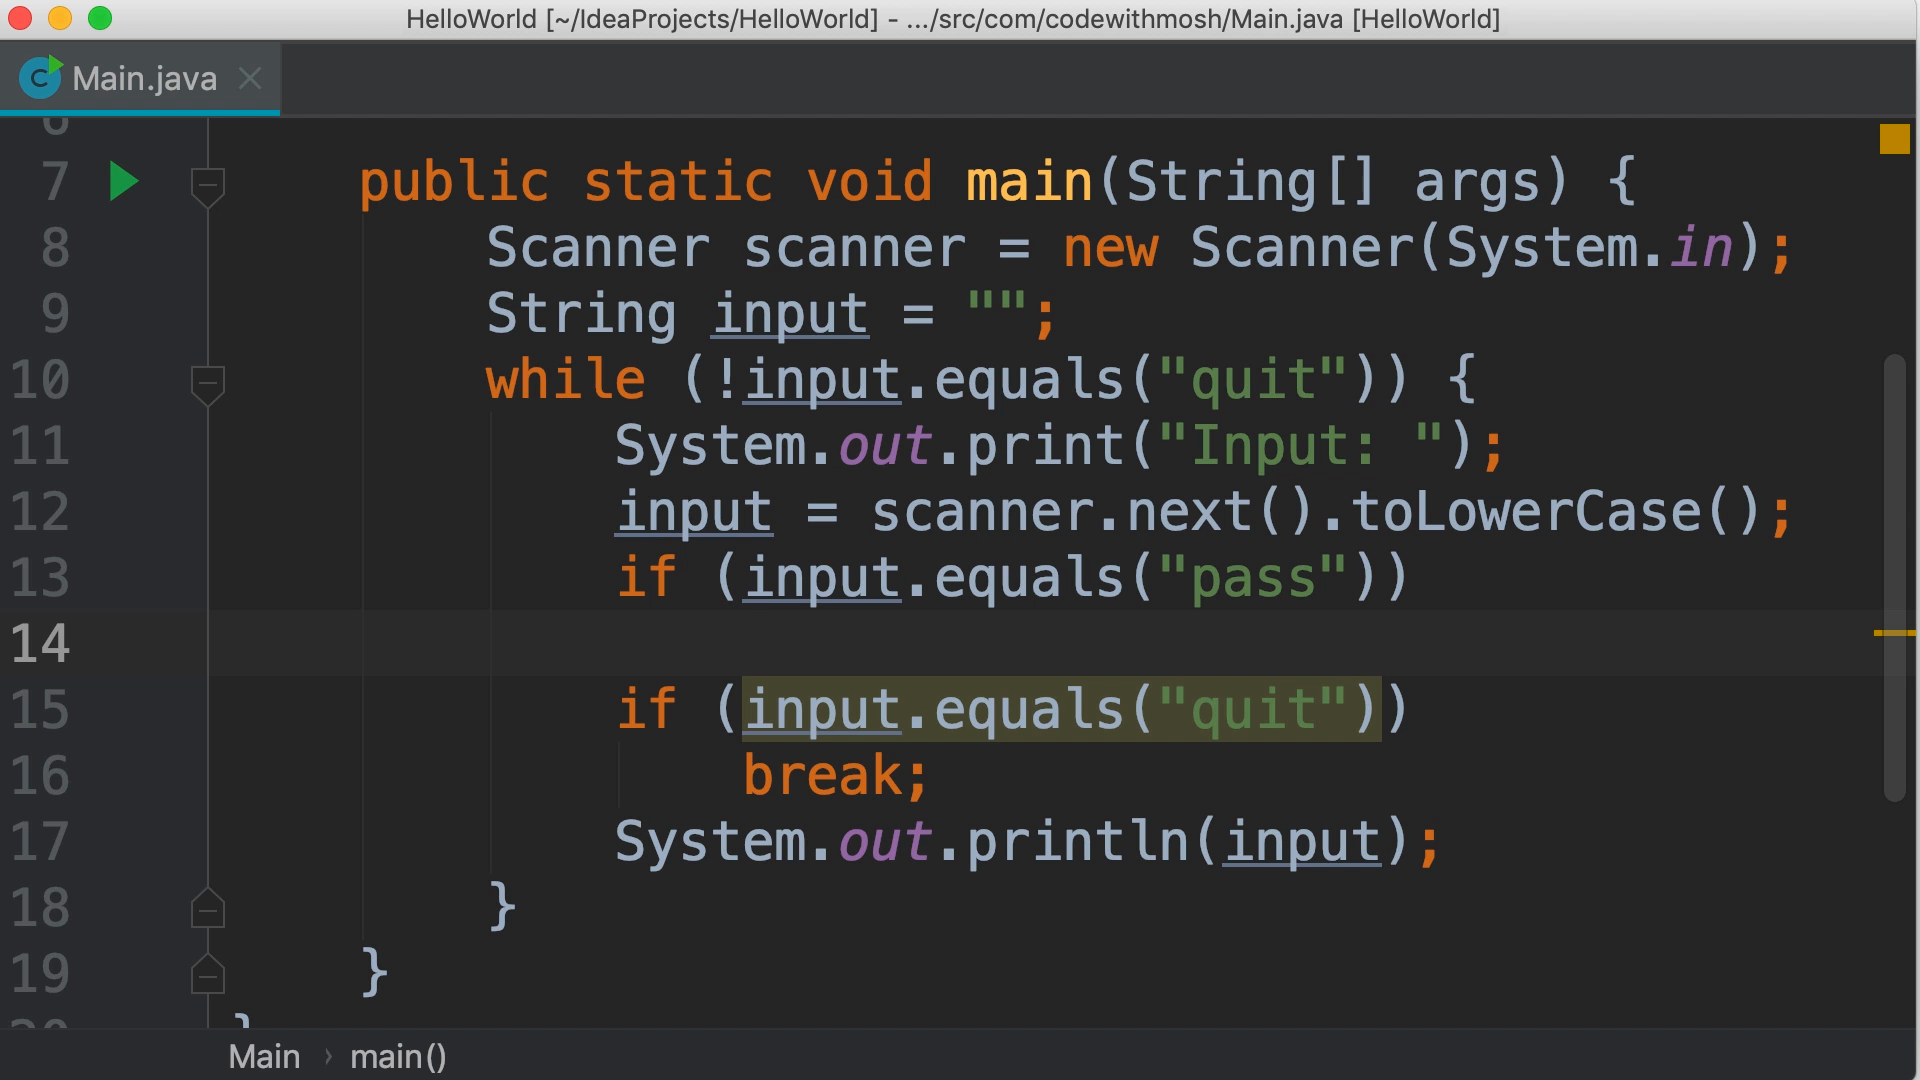 HelloWorld [~/IdeaProjects/HelloWorld] - .../src/com/codewithmosh/Main.java [HelloWorld]
Main.java
6
7 public static void main(String[] args) {
8 Scanner scanner = new Scanner(System.in);
9 String input = "";
10 while (!input.equals("quit")) {
11 System.out.print("Input: ");
12 input = scanner.next().toLowerCase();
13 if (input.equals("pass"))
14
15 if (input.equals("quit"))
16 break;
17 System.out.println(input);
18 }
19 }
20 }
Main › main()